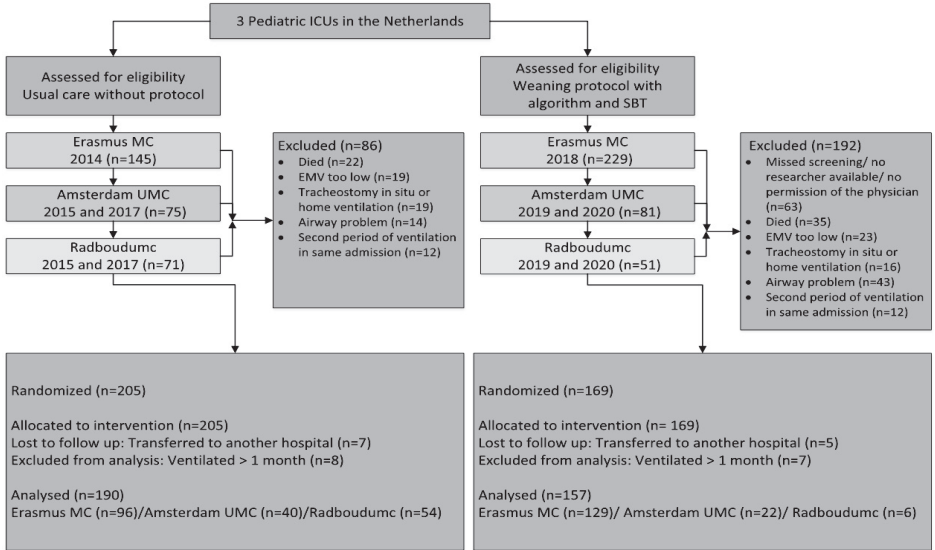 3 Pediatric ICUs in the Netherlands
Assessed for eligibility
Usual care without protocol
Erasmus MC
2014 (n=145)
Amsterdam UMC
2015 and 2017 (n=75)
Radboudumc
2015 and 2017 (n=71)
Excluded (n=86)
• Died (n=22)
• EMV too low (n=19)
• Tracheostomy in situ or
home ventilation (n=19)
• Airway problem (n=14)
• Second period of ventilation
in same admission (n=12)
Randomized (n=205)
Allocated to intervention (n=205)
Lost to follow up: Transferred to another hospital (n=7)
Excluded from analysis: Ventilated > 1 month (n=8)
Analysed (n=190)
Erasmus MC (n=96)/Amsterdam UMC (n=40)/Radboudumc (n=54)
Assessed for eligibility
Weaning protocol with
algorithm and SBT
Erasmus MC
2018 (n=229)
Amsterdam UMC
2019 and 2020 (n=81)
Radboudumc
2019 and 2020 (n=51)
Excluded (n=192)
• Missed screening/ no
researcher available/ no
permission of the physician
(n=63)
• Died (n=35)
• EMV too low (n=23)
• Tracheostomy in situ or
home ventilation (n=16)
• Airway problem (n=43)
• Second period of ventilation
in same admission (n=12)
Randomized (n=169)
Allocated to intervention (n= 169)
Lost to follow up: Transferred to another hospital (n=5)
Excluded from analysis: Ventilated > 1 month (n=7)
Analysed (n=157)
Erasmus MC (n=129)/ Amsterdam UMC (n=22)/ Radboudumc (n=6)